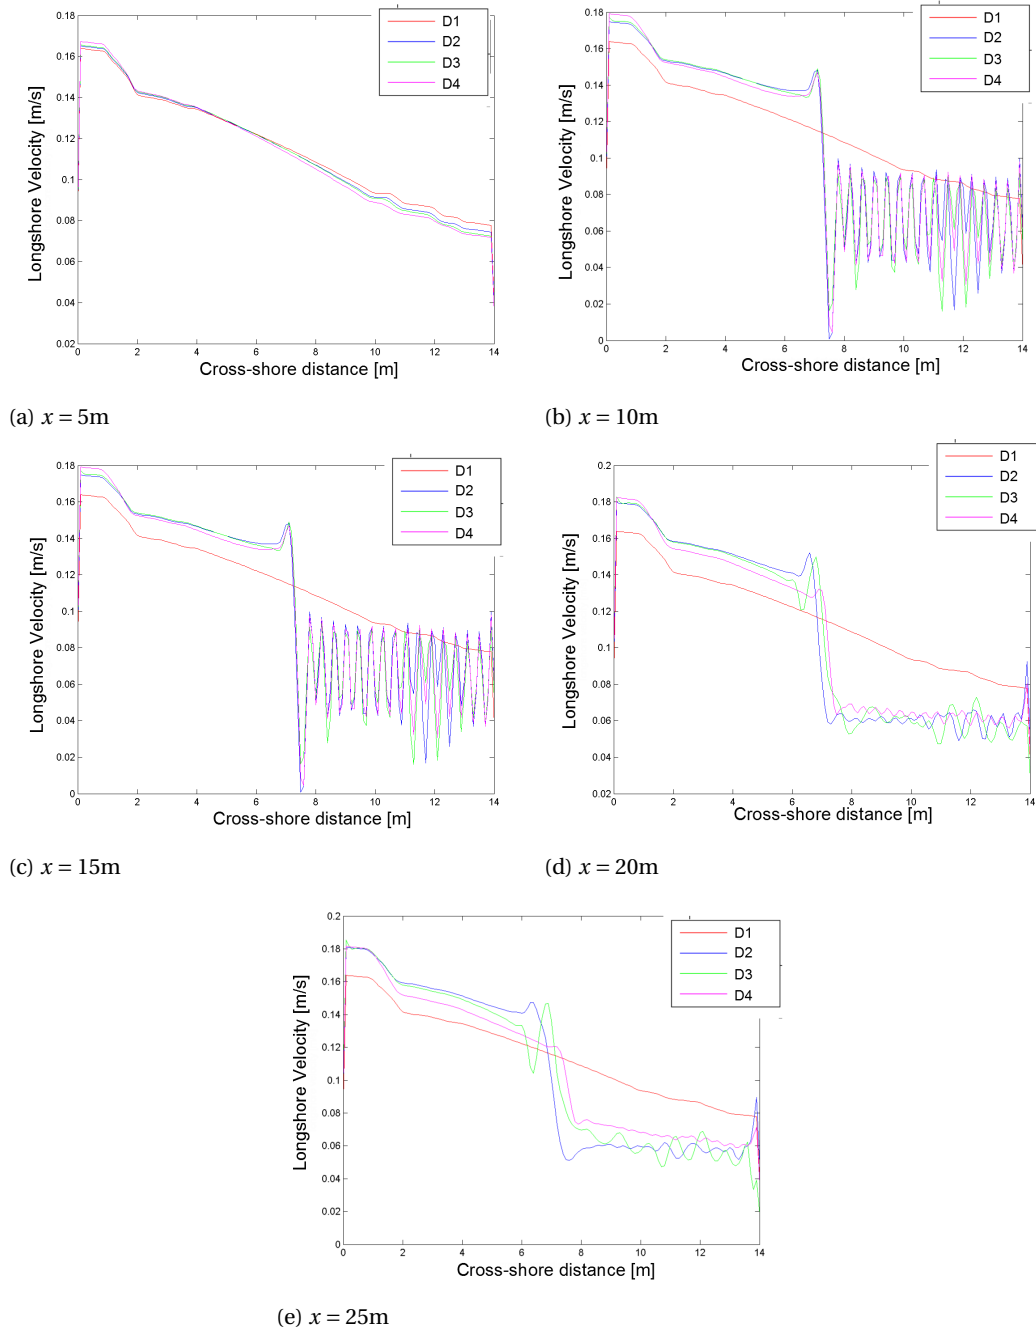 0.18
0.16
0.14
0.12
0.1
0.08
0.06
0.04
0.02
Longshore Velocity [m/s]
0 2 4 6 8 10 12 14
Cross-shore distance [m]
D1
D2
D3
D4
(a) x = 5m
0.18
0.16
0.14
0.12
0.1
0.08
0.06
0.04
0.02
0
Longshore Velocity [m/s]
0 2 4 6 8 10 12 14
Cross-shore distance [m]
D1
D2
D3
D4
(b) x = 10m
0.18
0.16
0.14
0.12
0.1
0.08
0.06
0.04
0.02
0
Longshore Velocity [m/s]
0 2 4 6 8 10 12 14
Cross-shore distance [m]
D1
D2
D3
D4
(c) x = 15m
0.2
0.18
0.16
0.14
0.12
0.1
0.08
0.06
0.04
0.02
Longshore Velocity [m/s]
0 2 4 6 8 10 12 14
Cross-shore distance [m]
D1
D2
D3
D4
(d) x = 20m
0.2
0.18
0.16
0.14
0.12
0.1
0.08
0.06
0.04
0.02
0
Longshore Velocity [m/s]
0 2 4 6 8 10 12 14
Cross-shore distance [m]
D1
D2
D3
D4
(e) x = 25m